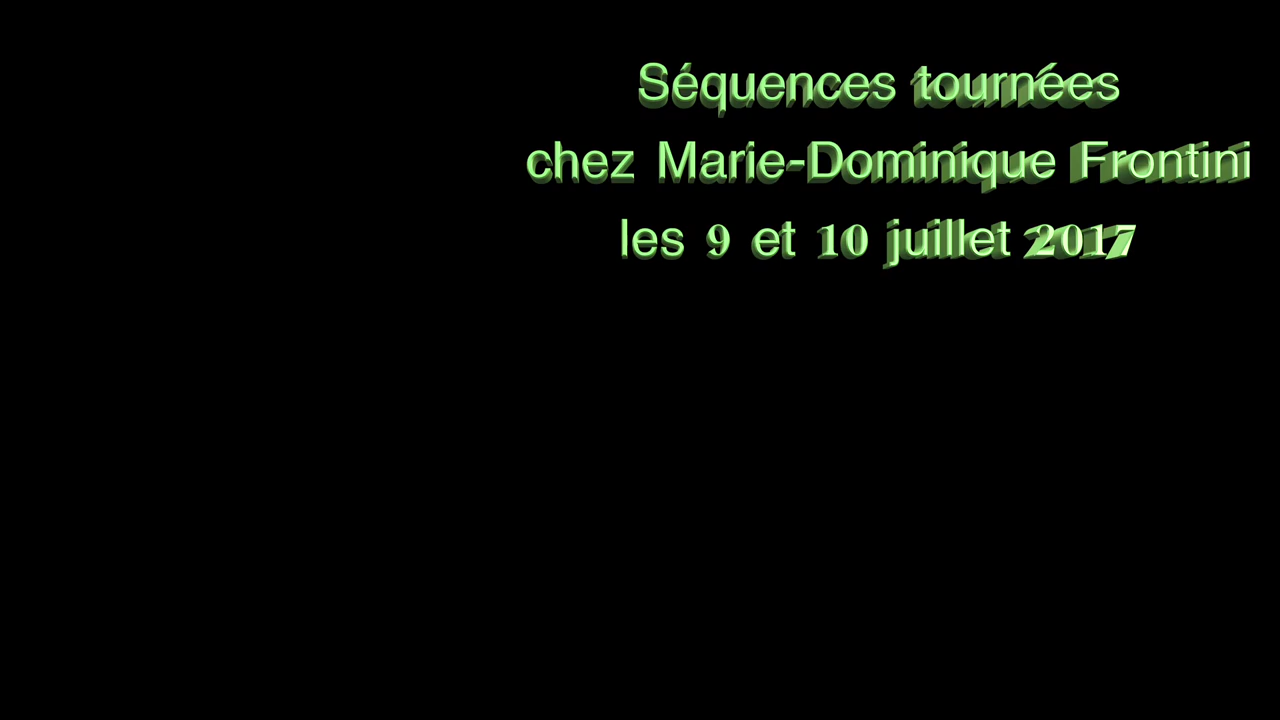 Séquences tournées
chez Marie-Dominique Frontini
les 9 et 10 juillet 2017